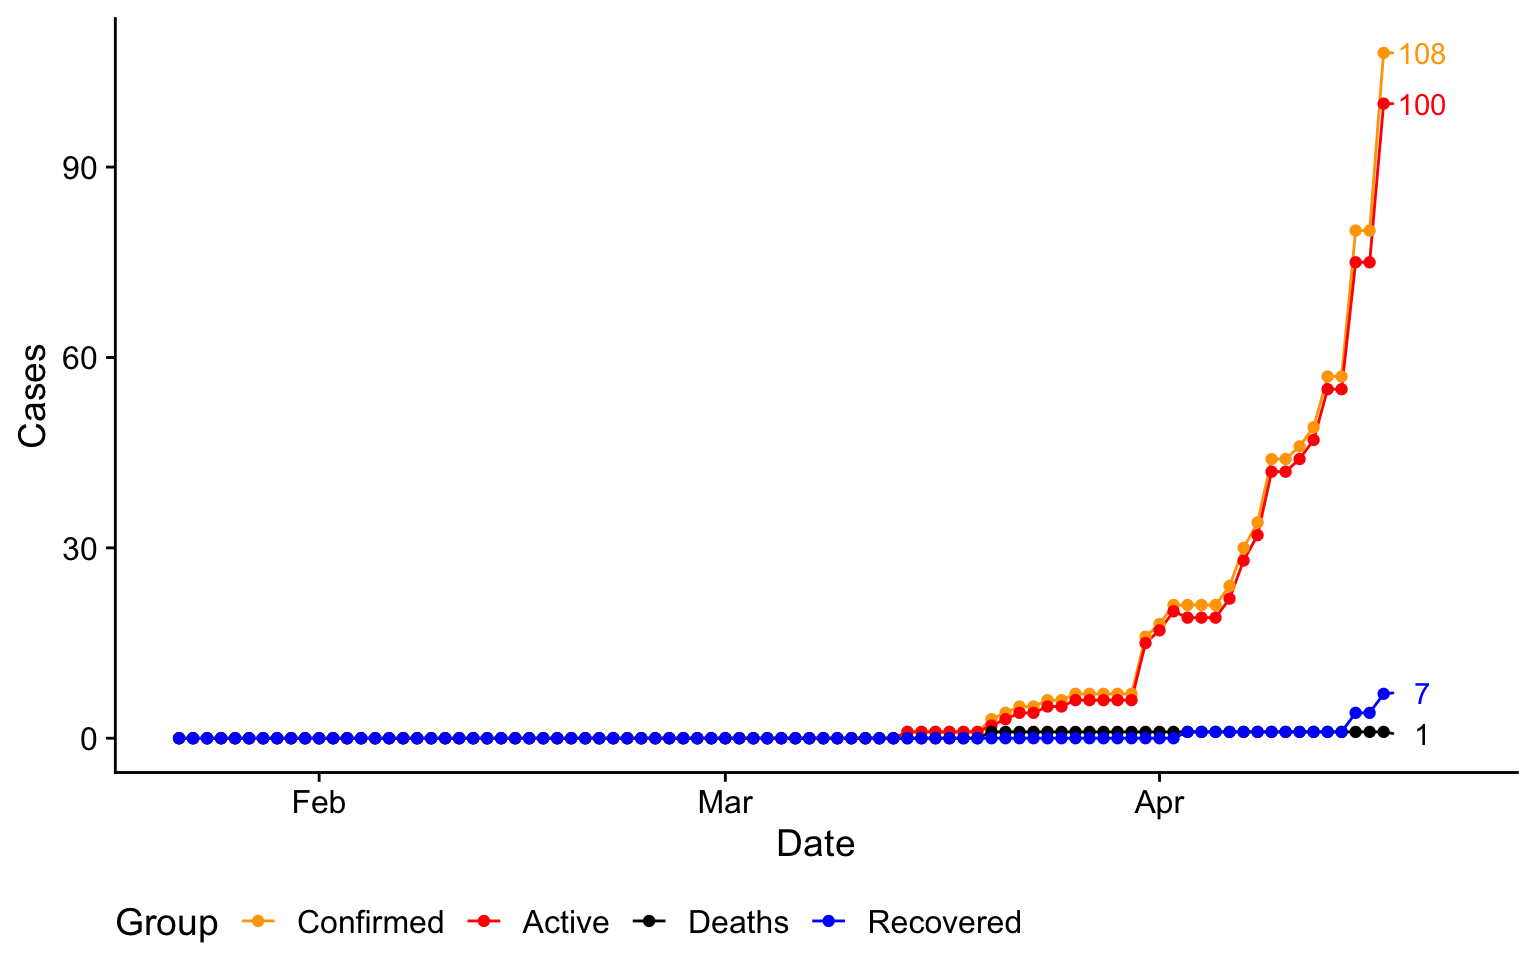 108
100
90
60
30
0
7
1
Cases
Feb Mar Apr
Date
Group Confirmed Active Deaths Recovered